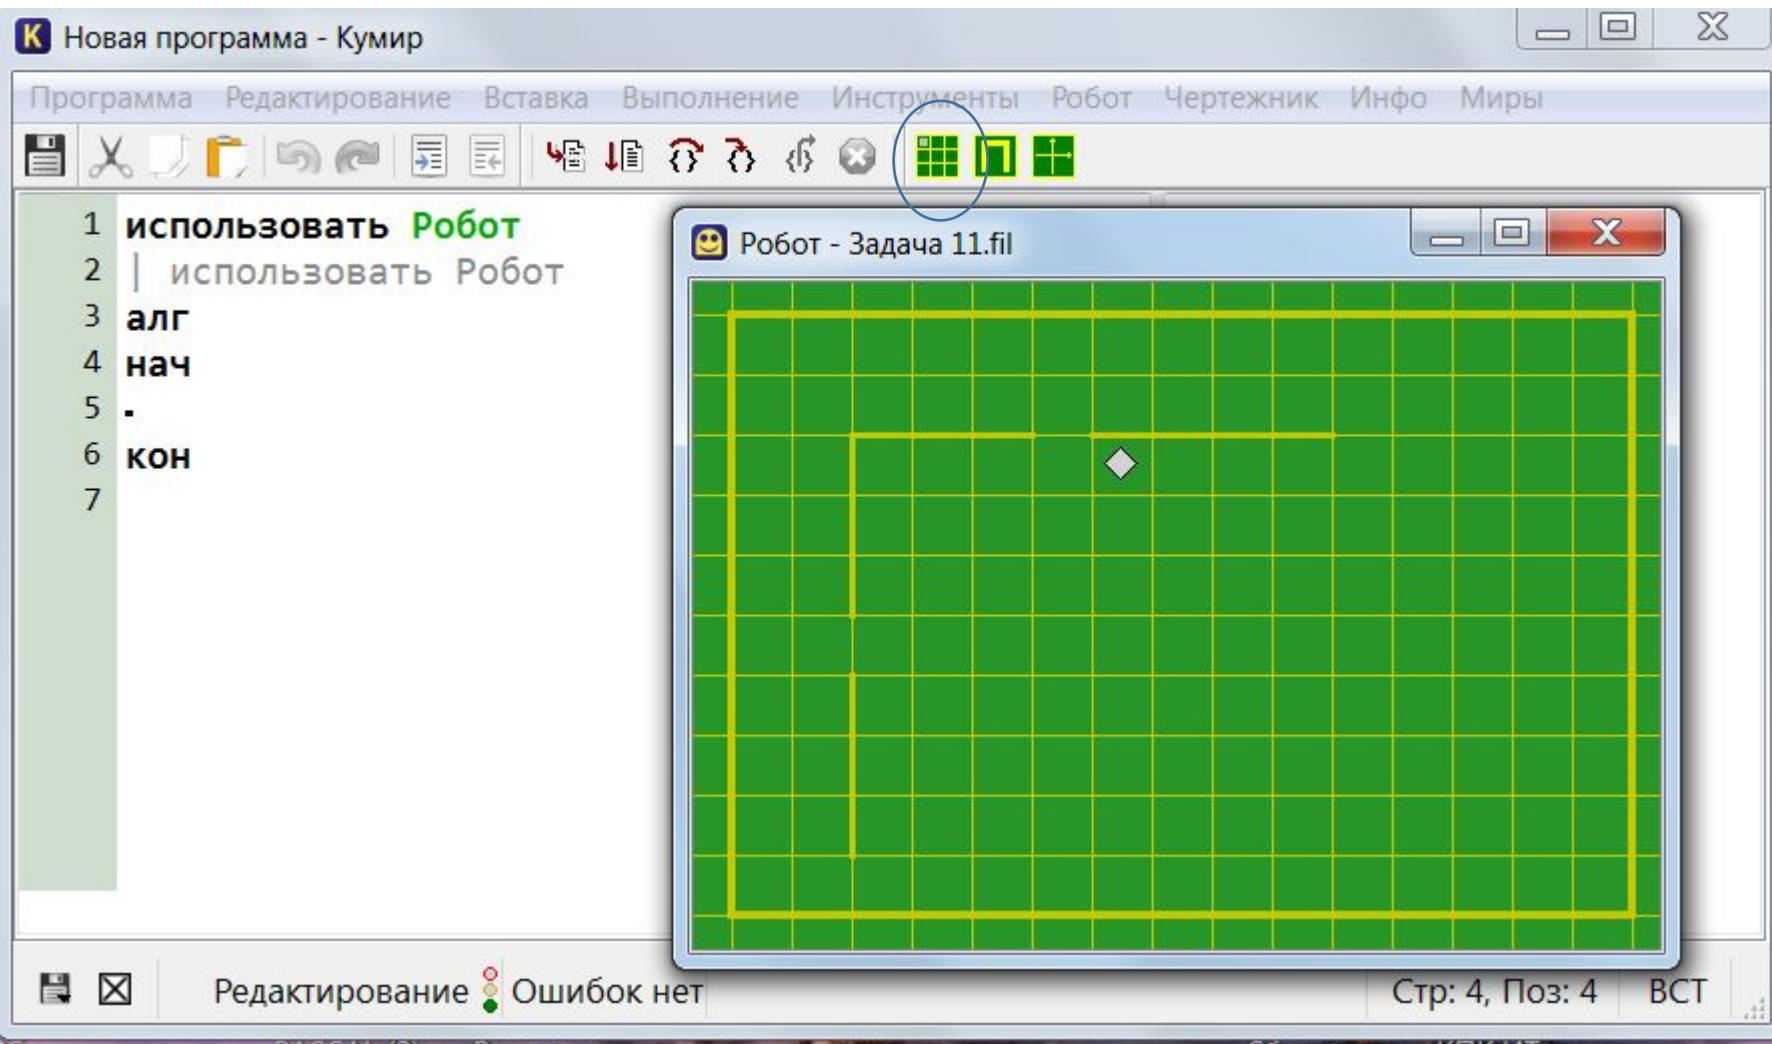 Новая программа - Кумир
Программа Редактирование Вставка Выполнение Инструменты Робот Чертежник Инфо Миры
1 использовать Робот
2 | использовать Робот
3 алг
4 нач
5 .
6 кон
7
Робот - Задача 11.fil
Редактирование Ошибок нет Стр: 4, Поз: 4 ВСТ